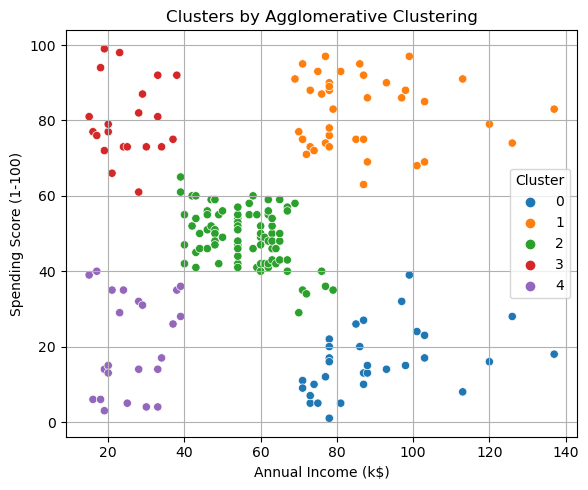 Clusters by Agglomerative Clustering
100
80
60
40
20
0
Spending Score (1-100)
Cluster
0
1
2
3
4
20 40 60 80 100 120 140
Annual Income (k$)